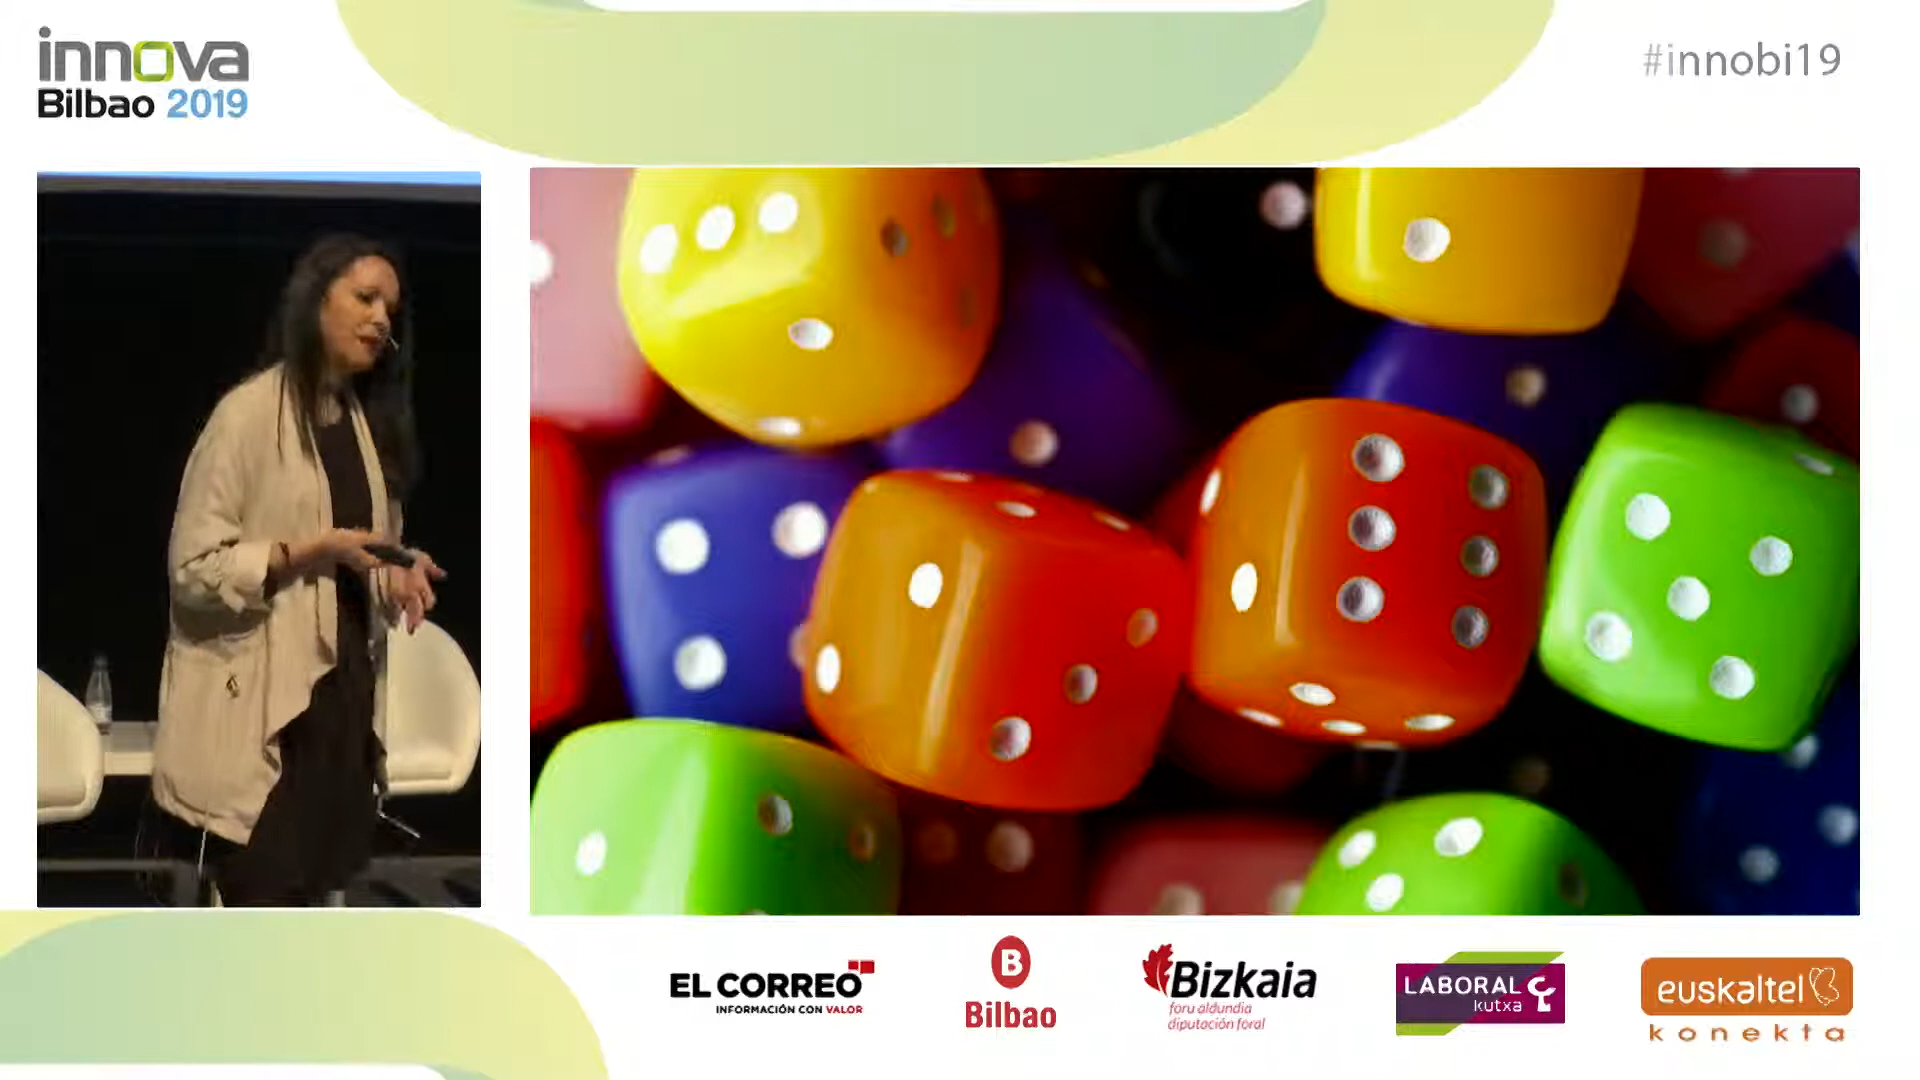 innova
Bilbao 2019
#innobi19
EL CORREO
INFORMACIÓN CON VALOR
B
Bilbao
Bizkaia
foru aldundia
diputación foral
LABORAL
kutxa
euskaltel
konekta